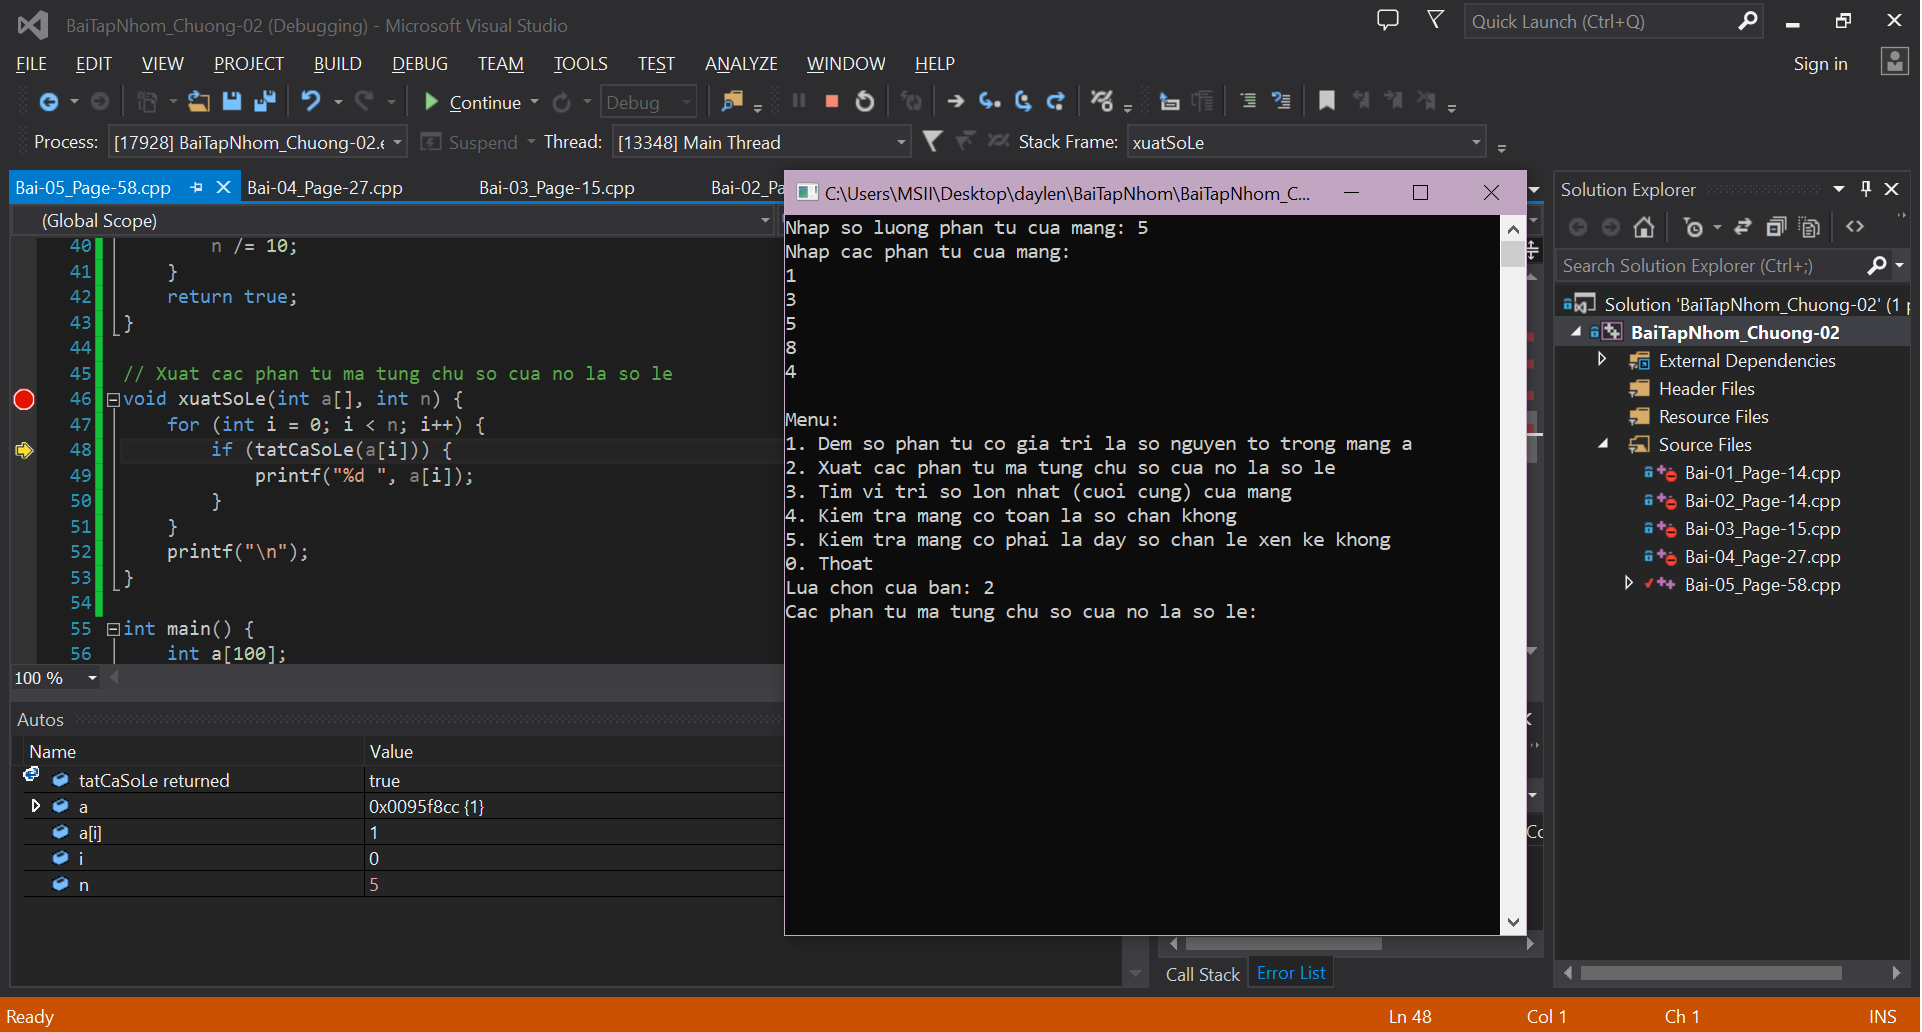 BaiTapNhom_Chuong-02 (Debugging) - Microsoft Visual Studio
Quick Launch (Ctrl+Q)
FILE EDIT VIEW PROJECT BUILD DEBUG TEAM TOOLS TEST ANALYZE WINDOW HELP
Sign in
Continue
Debug
Process: [17928] BaiTapNhom_Chuong-02.e
Suspend
Thread: [13348] Main Thread
Stack Frame: xuatSoLe
Bai-05_Page-58.cpp
Bai-04_Page-27.cpp
Bai-03_Page-15.cpp
Bai-02_Pa
(Global Scope)
40 n /= 10;
41 }
42 return true;
43 }
44
45 // Xuat cac phan tu ma tung chu so cua no la so le
46 void xuatSoLe(int a[], int n) {
47 for (int i = 0; i < n; i++) {
48 if (tatCaSoLe(a[i])) {
49 printf("%d ", a[i]);
50 }
51 }
52 printf("\n");
53 }
54
55 int main() {
56 int a[100];
100 %
Autos
Name Value
tatCaSoLe returned true
a 0x0095f8cc {1}
a[i] 1
i 0
n 5
C:\Users\MSII\Desktop\daylen\BaiTapNhom\BaiTapNhom_C...
Nhap so luong phan tu cua mang: 5
Nhap cac phan tu cua mang:
1
3
5
8
4
Menu:
1. Dem so phan tu co gia tri la so nguyen to trong mang a
2. Xuat cac phan tu ma tung chu so cua no la so le
3. Tim vi tri so lon nhat (cuoi cung) cua mang
4. Kiem tra mang co toan la so chan khong
5. Kiem tra mang co phai la day so chan le xen ke khong
0. Thoat
Lua chon cua ban: 2
Cac phan tu ma tung chu so cua no la so le:
Co
Call Stack
Error List
Solution Explorer
Search Solution Explorer (Ctrl+;)
Solution 'BaiTapNhom_Chuong-02' (1 p
BaiTapNhom_Chuong-02
External Dependencies
Header Files
Resource Files
Source Files
Bai-01_Page-14.cpp
Bai-02_Page-14.cpp
Bai-03_Page-15.cpp
Bai-04_Page-27.cpp
Bai-05_Page-58.cpp
Ready
Ln 48 Col 1 Ch 1 INS